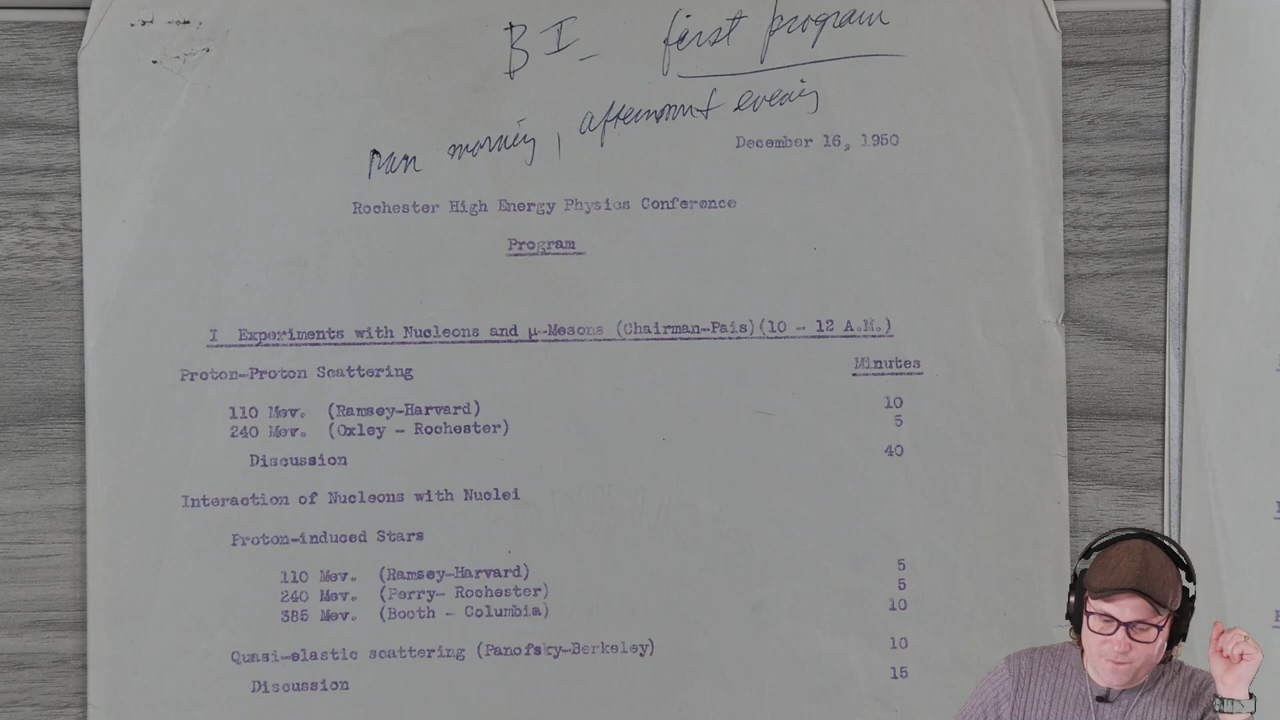 BI- first program
ran morning, afternoon + evening
December 16, 1950
Rochester High Energy Physics Conference
Program
I Experiments with Nucleons and μ-Mesons (Chairman-Pais)(10 - 12 A.M.)
Minutes
Proton-Proton Scattering
110 Mev. (Ramsey-Harvard) 10
240 Mev. (Oxley - Rochester) 5
Discussion 40
Interaction of Nucleons with Nuclei
Proton-induced Stars
110 Mev. (Ramsey-Harvard) 5
240 Mev. (Perry- Rochester) 5
385 Mev. (Booth - Columbia) 10
Quasi-elastic scattering (Panofsky-Berkeley) 10
Discussion 15